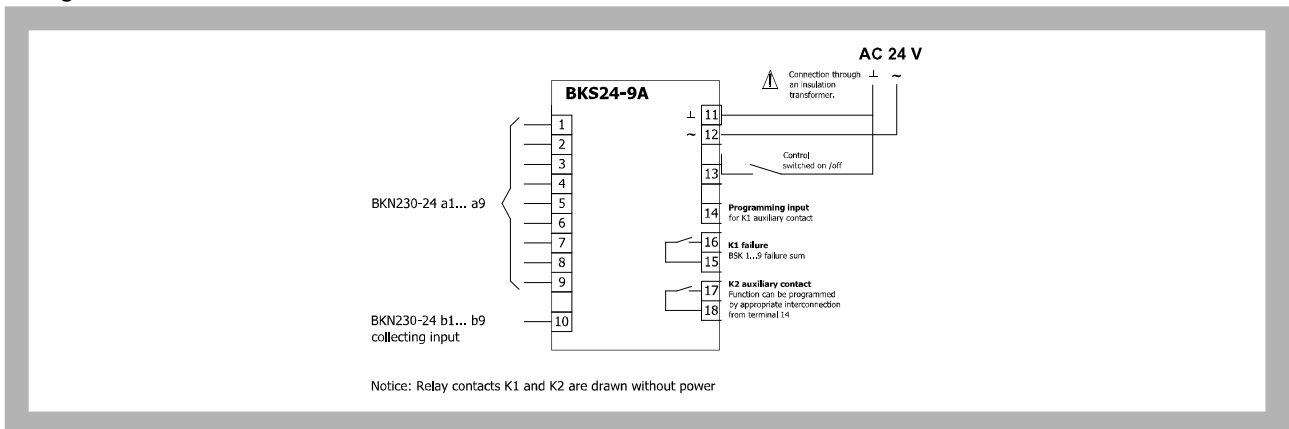 AC 24 V
Connection through ⊥ ~
an insulation
transformer.
BKS24-9A
⊥ 11
~ 12
Control
switched on /off
13
1
2
3
4
5
6
7
8
9
BKN230-24 a1... a9
14 Programming input
for K1 auxiliary contact
16 K1 failure
BSK 1...9 failure sum
15
K2 auxiliary contact
17 Function can be programmed
by appropriate interconnection
18 from terminal 14
BKN230-24 b1... b9
collecting input
10
Notice: Relay contacts K1 and K2 are drawn without power